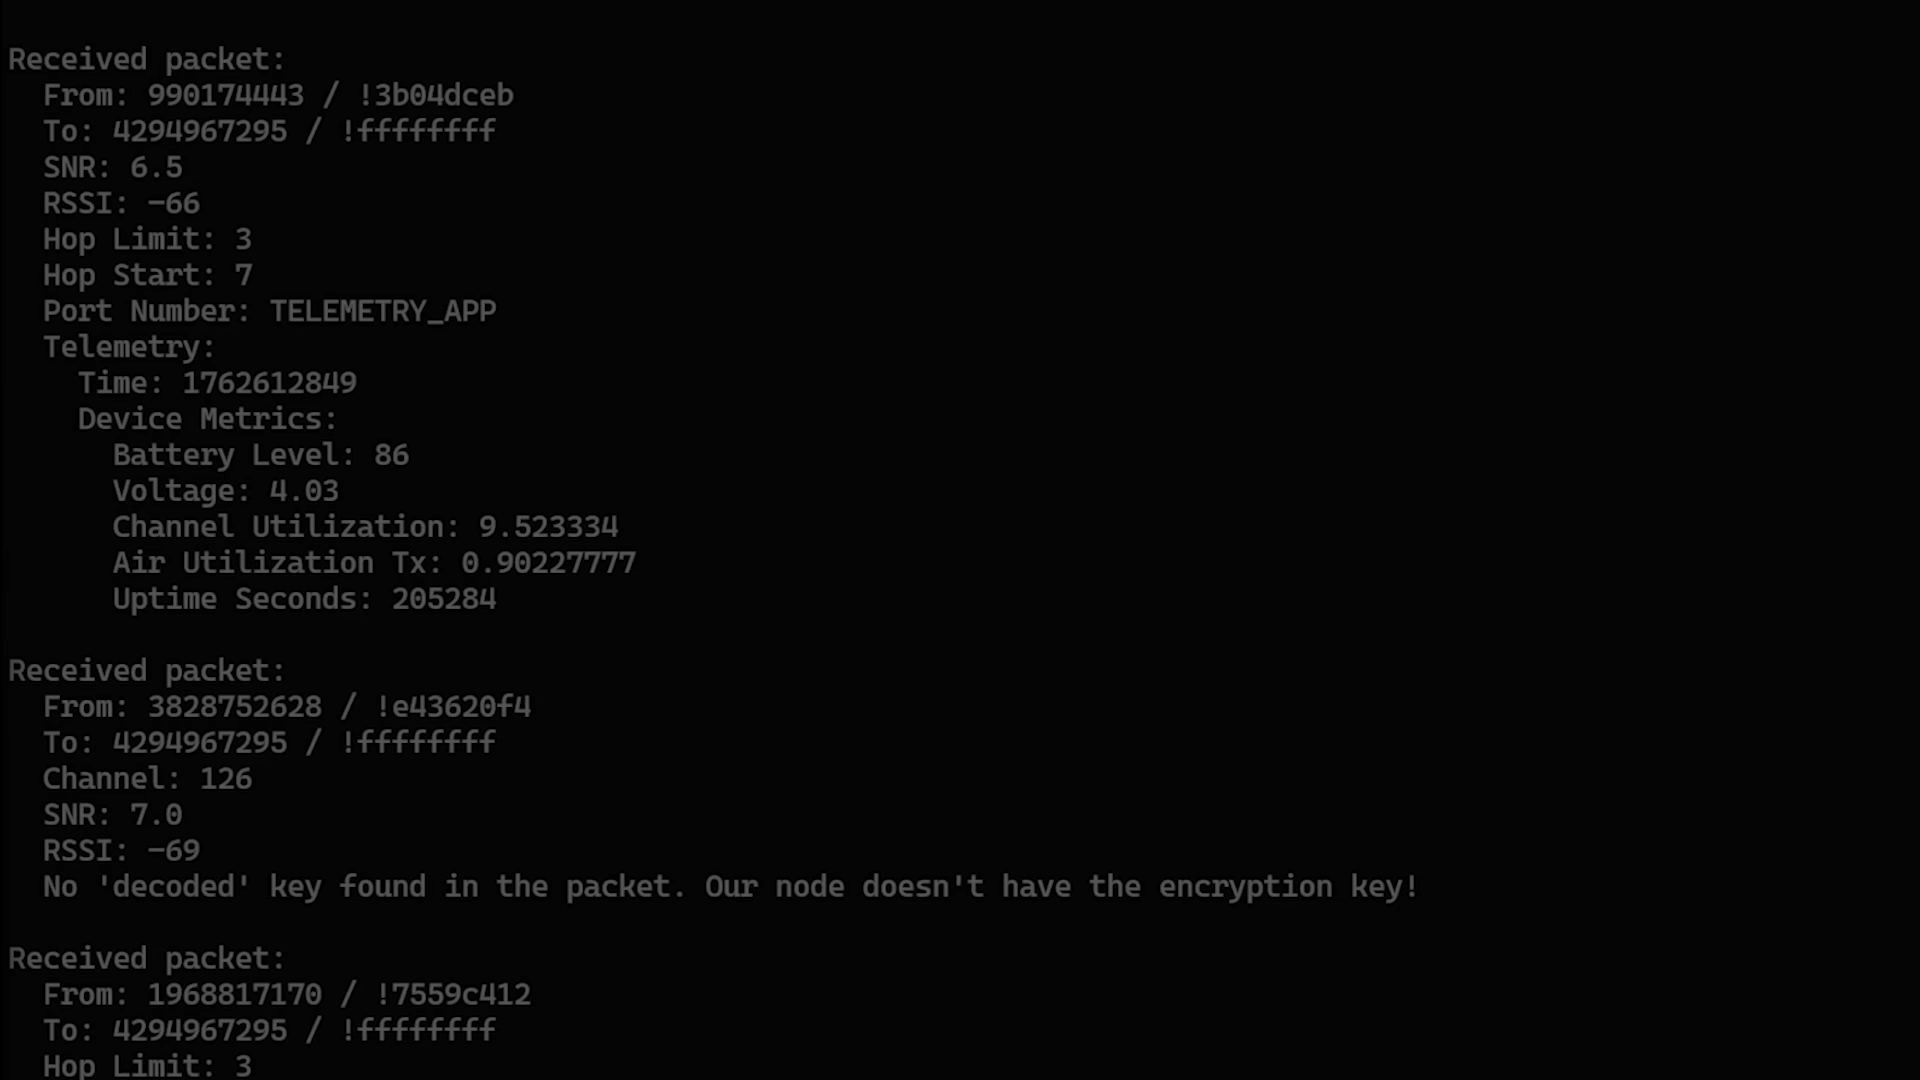 Received packet:
From: 990174443 / !3b04dceb
To: 4294967295 / !ffffffff
SNR: 6.5
RSSI: -66
Hop Limit: 3
Hop Start: 7
Port Number: TELEMETRY_APP
Telemetry:
Time: 1762612849
Device Metrics:
Battery Level: 86
Voltage: 4.03
Channel Utilization: 9.523334
Air Utilization Tx: 0.90227777
Uptime Seconds: 205284
Received packet:
From: 3828752628 / !e43620f4
To: 4294967295 / !ffffffff
Channel: 126
SNR: 7.0
RSSI: -69
No 'decoded' key found in the packet. Our node doesn't have the encryption key!
Received packet:
From: 1968817170 / !7559c412
To: 4294967295 / !ffffffff
Hop Limit: 3